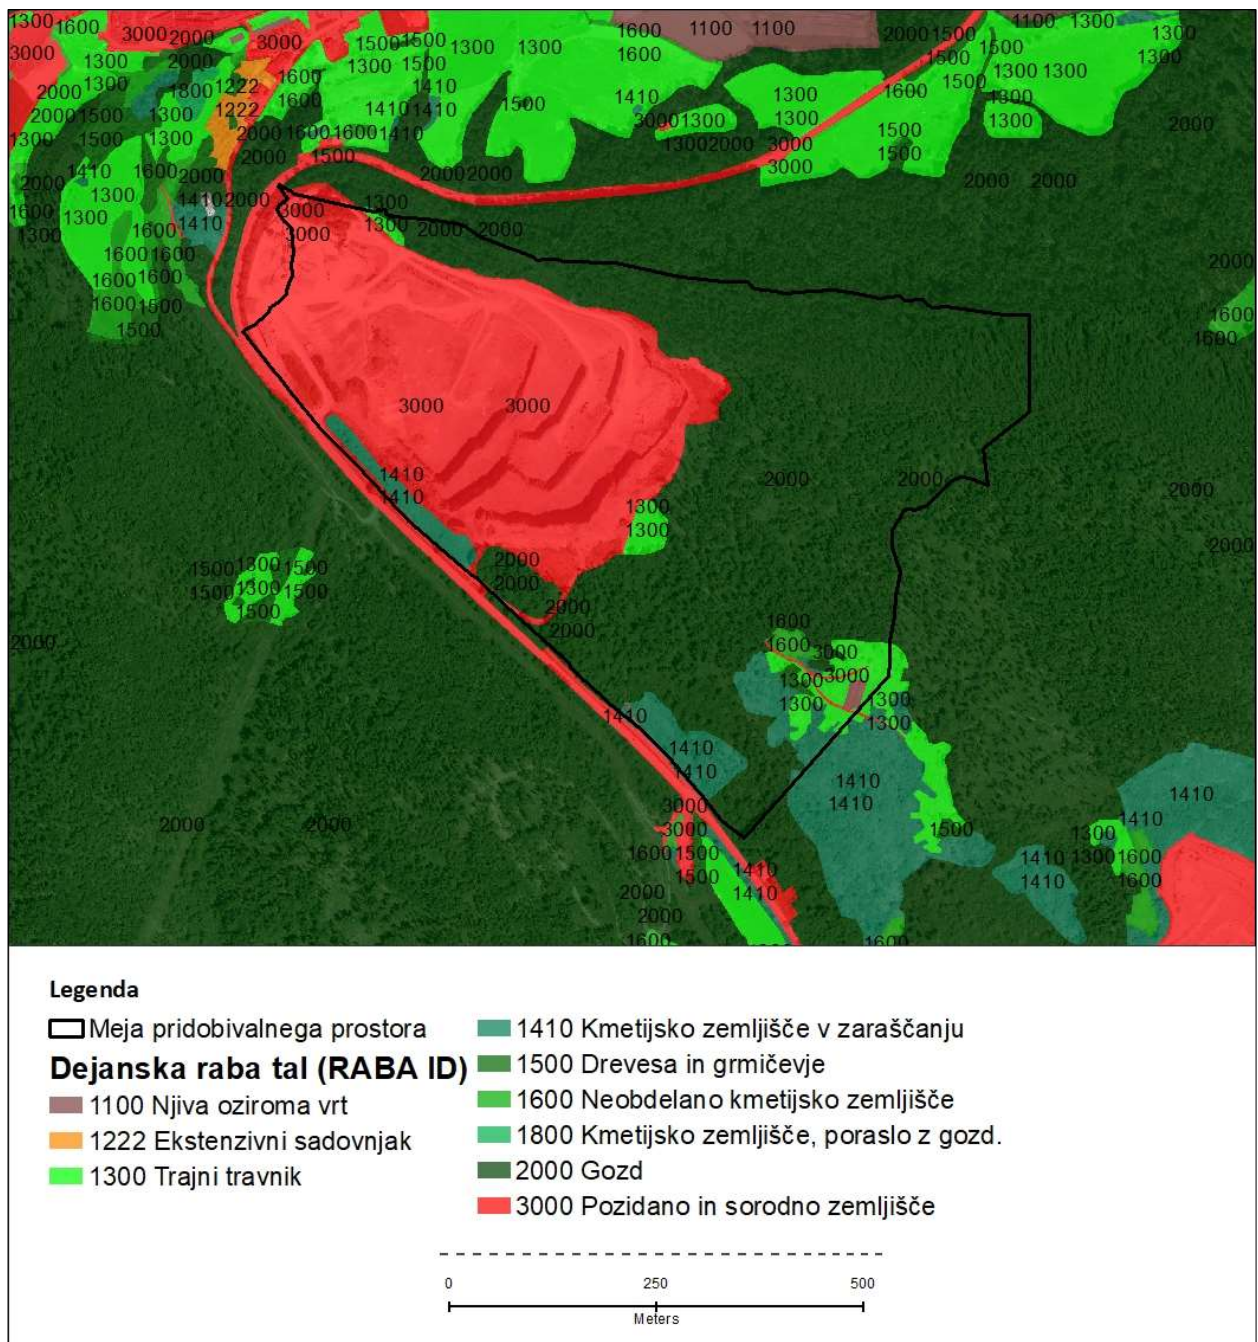 1300 1600 3000 2000 3000 1500 1500 1300 1300 1600 1100 1100 2000 1500 1100 1300 1300
3000 1300 2000 1600 1300 1500 1600 1500 1300
2000 1300 1800 1222 1600 1410 1500 1410 1300 1600 1500 1300 1300
2000 1500 1300 1222 1410 1410 3000 1300 1300 1500 1300 2000
1300 1500 1300 2000 1600 1600 1410 1300 2000 3000 1500
2000 1410 1600 2000 2000 1500 2000 2000 3000 2000 2000
1600 1300 1300 1410 2000 3000 1300
1300 1600 1410 3000 1300 2000 2000
1600 1600 2000
1600 1600
1600 1500 1600
1500 1600
3000 3000
1410 2000 2000 2000
1410 1300
1300
2000 2000
1500 1300 1500 2000
1500 1300 1500 2000
1500 2000
2000 1600
1600 3000
1300 3000
1300 1300
1410 1300
1410
1410 1410 1410
3000 1410 1410
2000 2000 3000 1500 1300
1600 1500 1410 1410 1300 1600
1500 1410 1410 1600
2000
2000
1600 1600
Legenda
Meja pridobivalnega prostora
Dejanska raba tal (RABA ID)
1100 Njiva oziroma vrt
1222 Ekstenzivni sadovnjak
1300 Trajni travnik
1410 Kmetijsko zemljišče v zaraščanju
1500 Drevesa in grmičevje
1600 Neobdelano kmetijsko zemljišče
1800 Kmetijsko zemljišče, poraslo z gozd.
2000 Gozd
3000 Pozidano in sorodno zemljišče
0 250 500
Meters